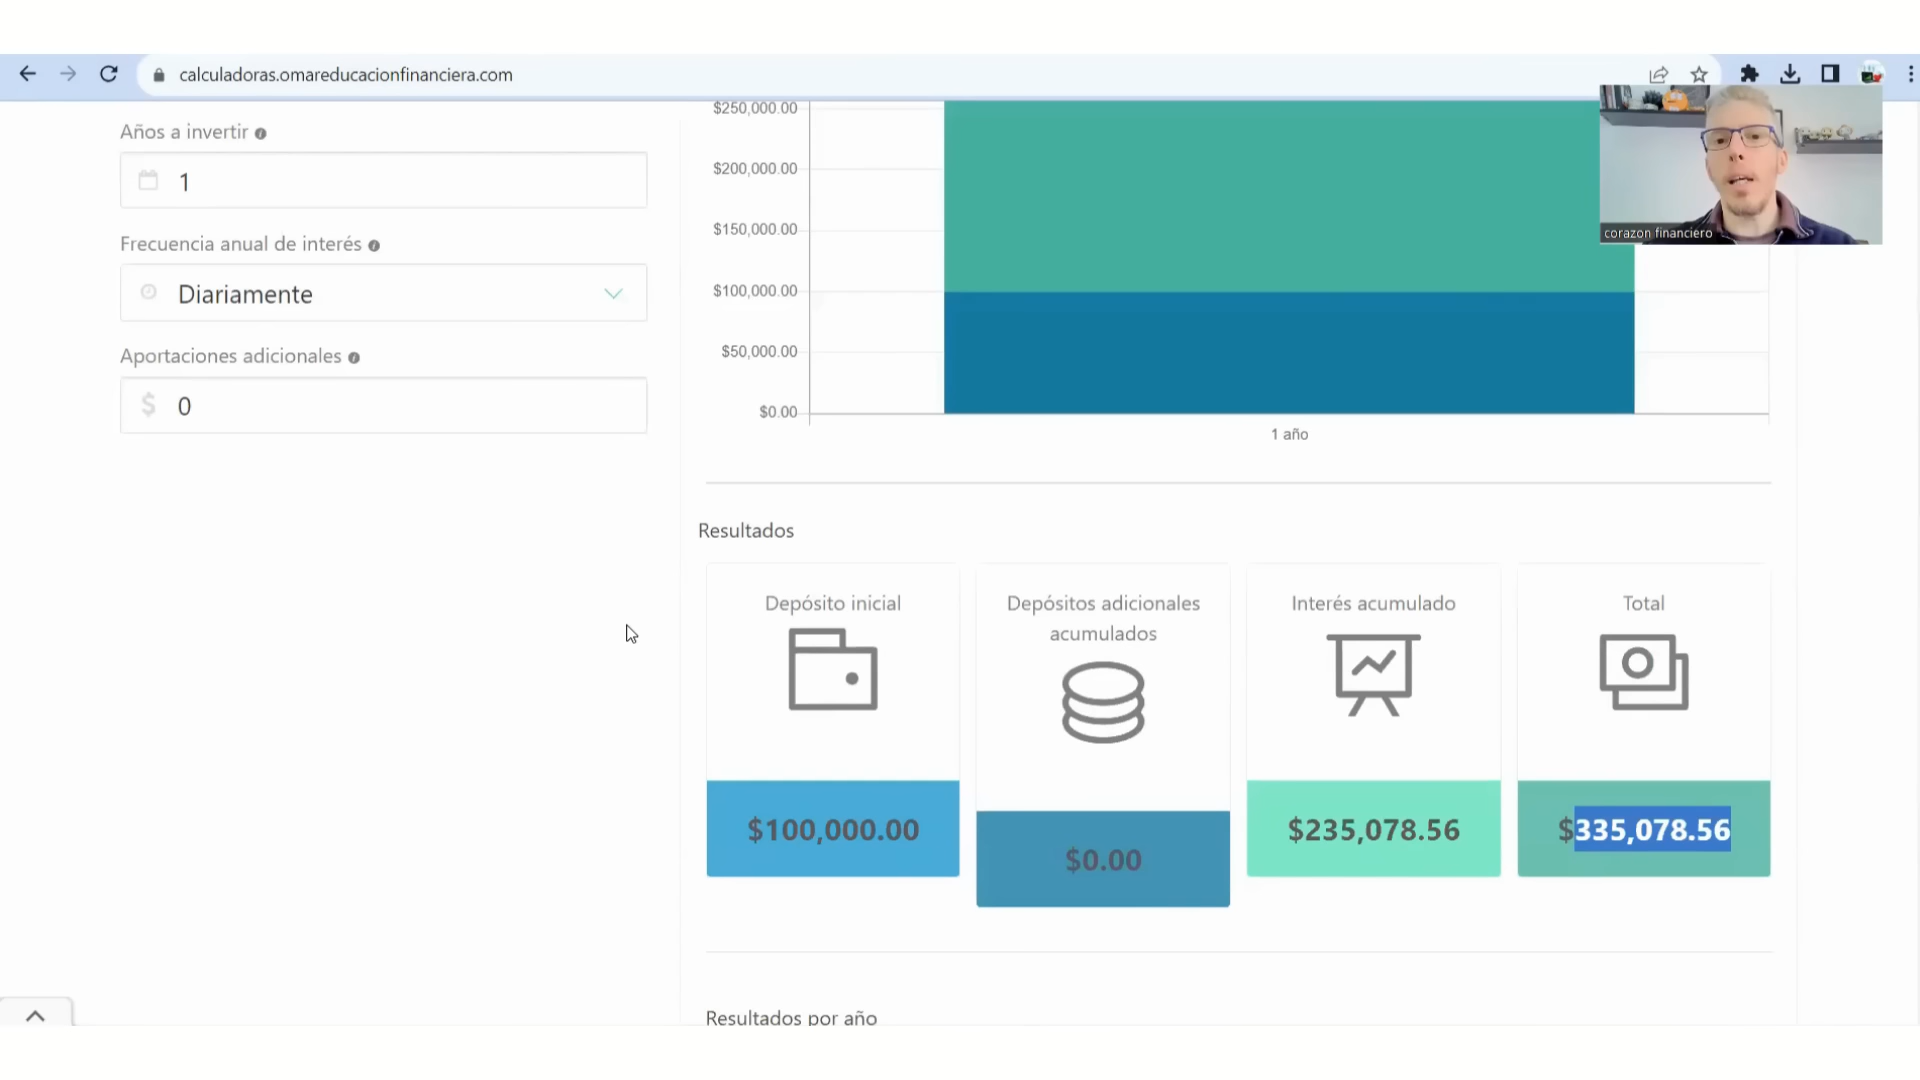 calculadoras.omareducacionfinanciera.com
Años a invertir
1
Frecuencia anual de interés
Diariamente
Aportaciones adicionales
$ 0
$250,000.00
$200,000.00
$150,000.00
$100,000.00
$50,000.00
$0.00
1 año
corazon financiero
Resultados
Depósito inicial
$100,000.00
Depósitos adicionales
acumulados
$0.00
Interés acumulado
$235,078.56
Total
$335,078.56
Resultados por año